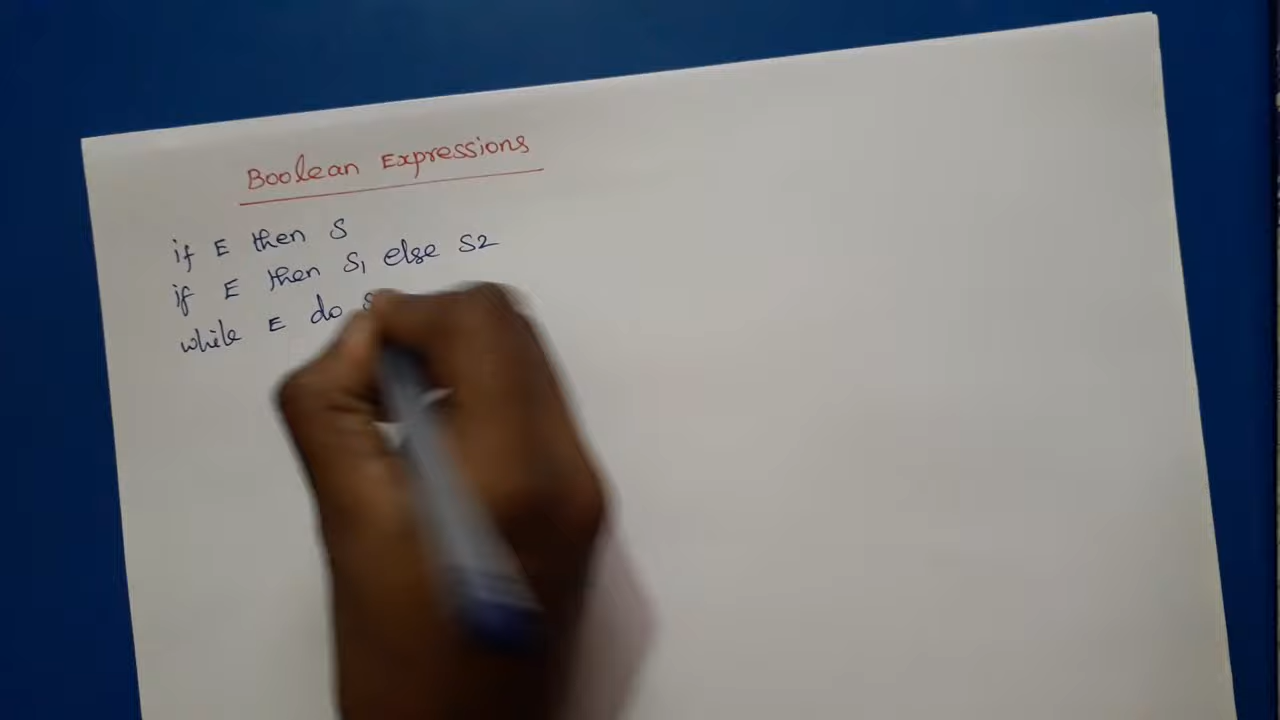 Boolean Expressions
if E then S
if E then S1 else S2
while E do S